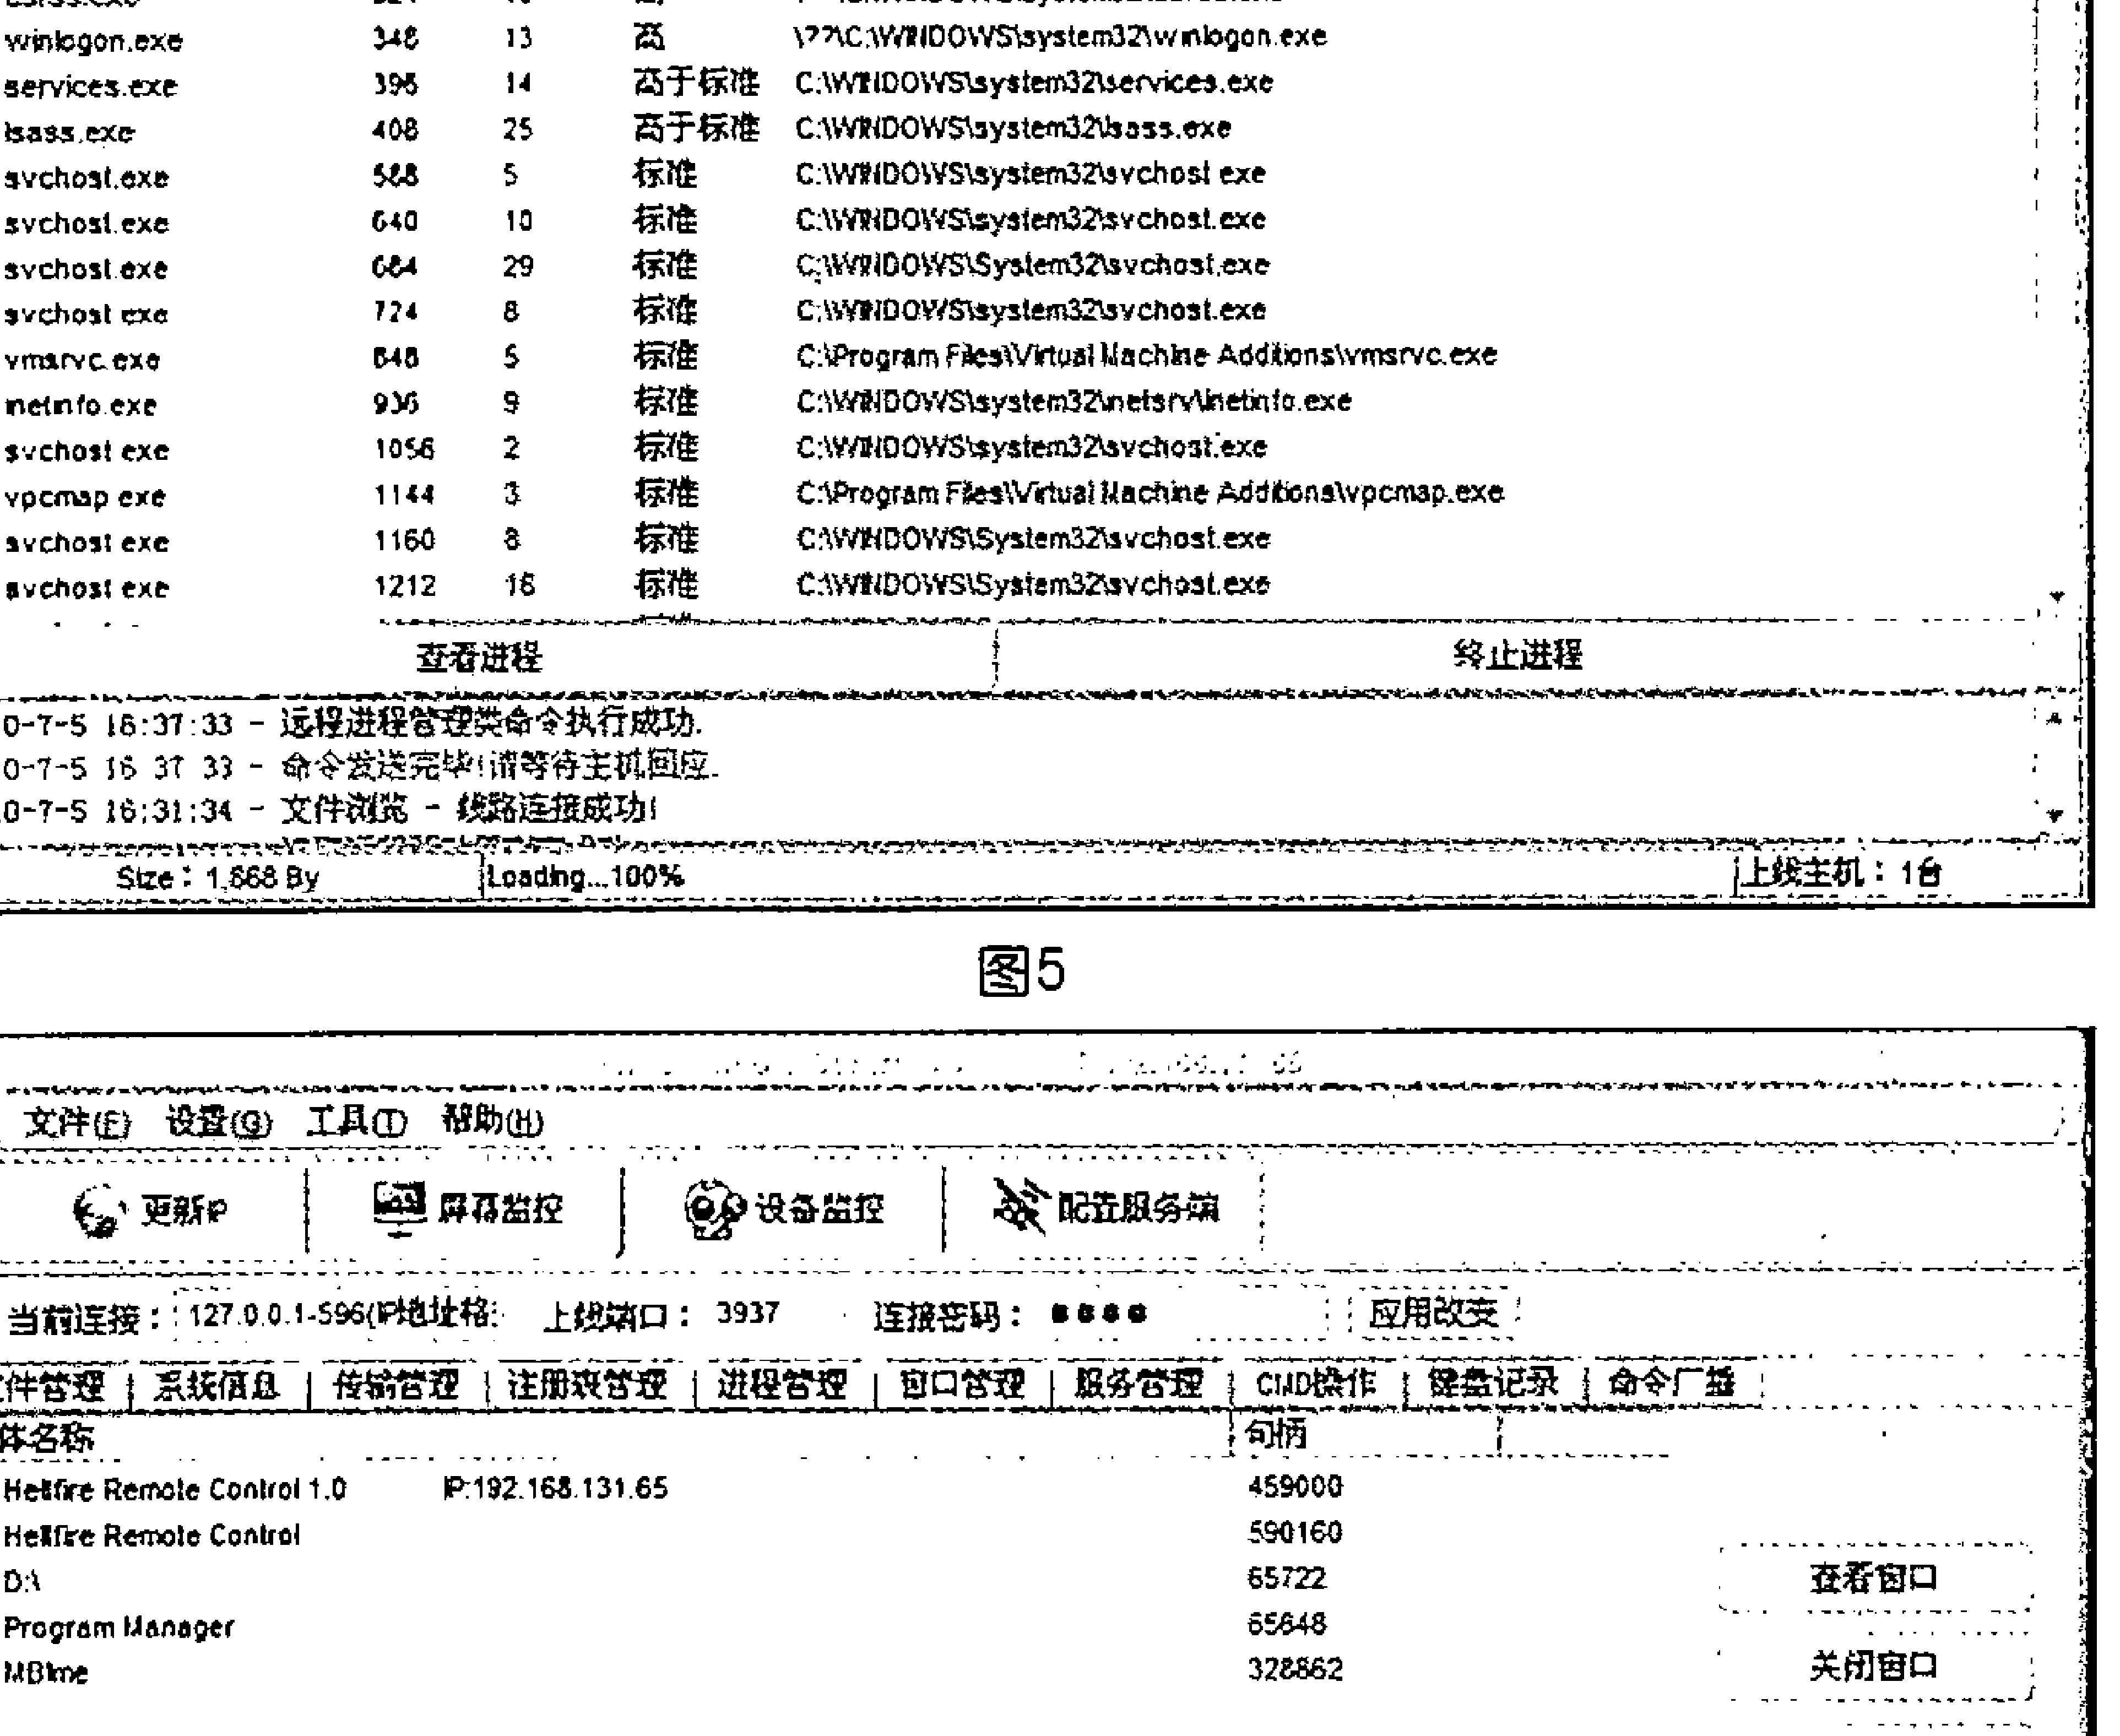 winlogon.exe 348 13 高 \??\C:\WINDOWS\system32\winlogon.exe
services.exe 396 14 高于标准 C:\WINDOWS\system32\services.exe
lsass.exe 408 25 高于标准 C:\WINDOWS\system32\lsass.exe
svchost.exe 588 5 标准 C:\WINDOWS\system32\svchost.exe
svchost.exe 640 10 标准 C:\WINDOWS\system32\svchost.exe
svchost.exe 684 29 标准 C:\WINDOWS\System32\svchost.exe
svchost.exe 724 8 标准 C:\WINDOWS\system32\svchost.exe
vmsrvc.exe 848 5 标准 C:\Program Files\Virtual Machine Additions\vmsrvc.exe
inetinfo.exe 936 9 标准 C:\WINDOWS\system32\inetsrv\inetinfo.exe
svchost.exe 1056 2 标准 C:\WINDOWS\system32\svchost.exe
vpcmap.exe 1144 3 标准 C:\Program Files\Virtual Machine Additions\vpcmap.exe
svchost.exe 1160 8 标准 C:\WINDOWS\System32\svchost.exe
svchost.exe 1212 16 标准 C:\WINDOWS\System32\svchost.exe
查看进程 终止进程
0-7-5 16:37:33 - 远程进程管理类命令执行成功.
0-7-5 16:37:33 - 命令发送完毕!请等待主机回应.
0-7-5 16:31:34 - 文件浏览 - 线路连接成功!
Size：1,668 By Loading...100% 上线主机：1台
图5
文件(F) 设置(G) 工具(T) 帮助(H)
更新IP 屏幕监控 设备监控 配置服务端
当前连接： 127.0.0.1-596(IP地址格: 上线端口： 3937 连接密码： ●●●● 应用改变
件管理 系统信息 传输管理 注册表管理 进程管理 窗口管理 服务管理 CMD操作 键盘记录 命令广播
体名称 句柄
Hellfire Remote Control 1.0 IP:192.168.131.65 459000
Hellfire Remote Control 590160
D:\ 65722
查看窗口
Program Manager 65648
MBIme 328862
关闭窗口